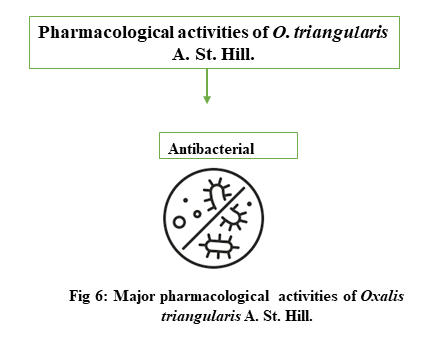 Pharmacological activities of O. triangularis
A. St. Hill.
Antibacterial
Fig 6: Major pharmacological activities of Oxalis
triangularis A. St. Hill.